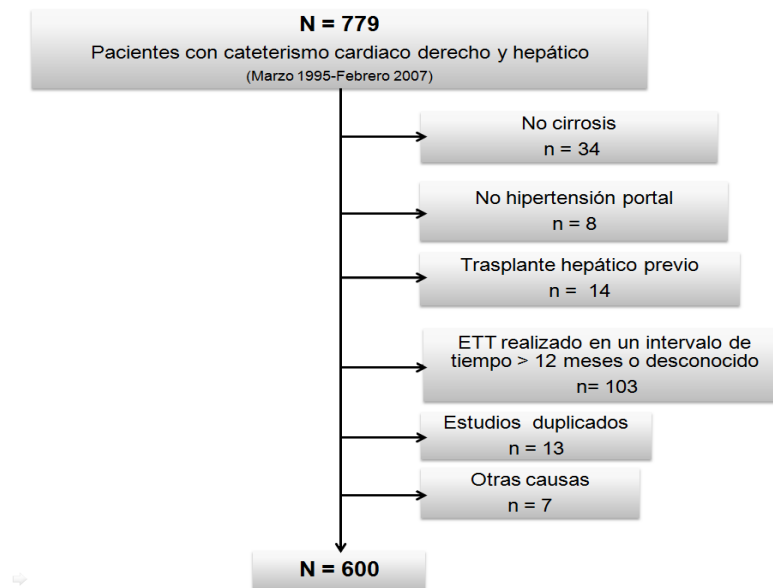 N = 779
Pacientes con cateterismo cardiaco derecho y hepático
(Marzo 1995-Febrero 2007)
No cirrosis
n = 34
No hipertensión portal
n = 8
Trasplante hepático previo
n = 14
ETT realizado en un intervalo de
tiempo > 12 meses o desconocido
n= 103
Estudios duplicados
n = 13
Otras causas
n = 7
N = 600